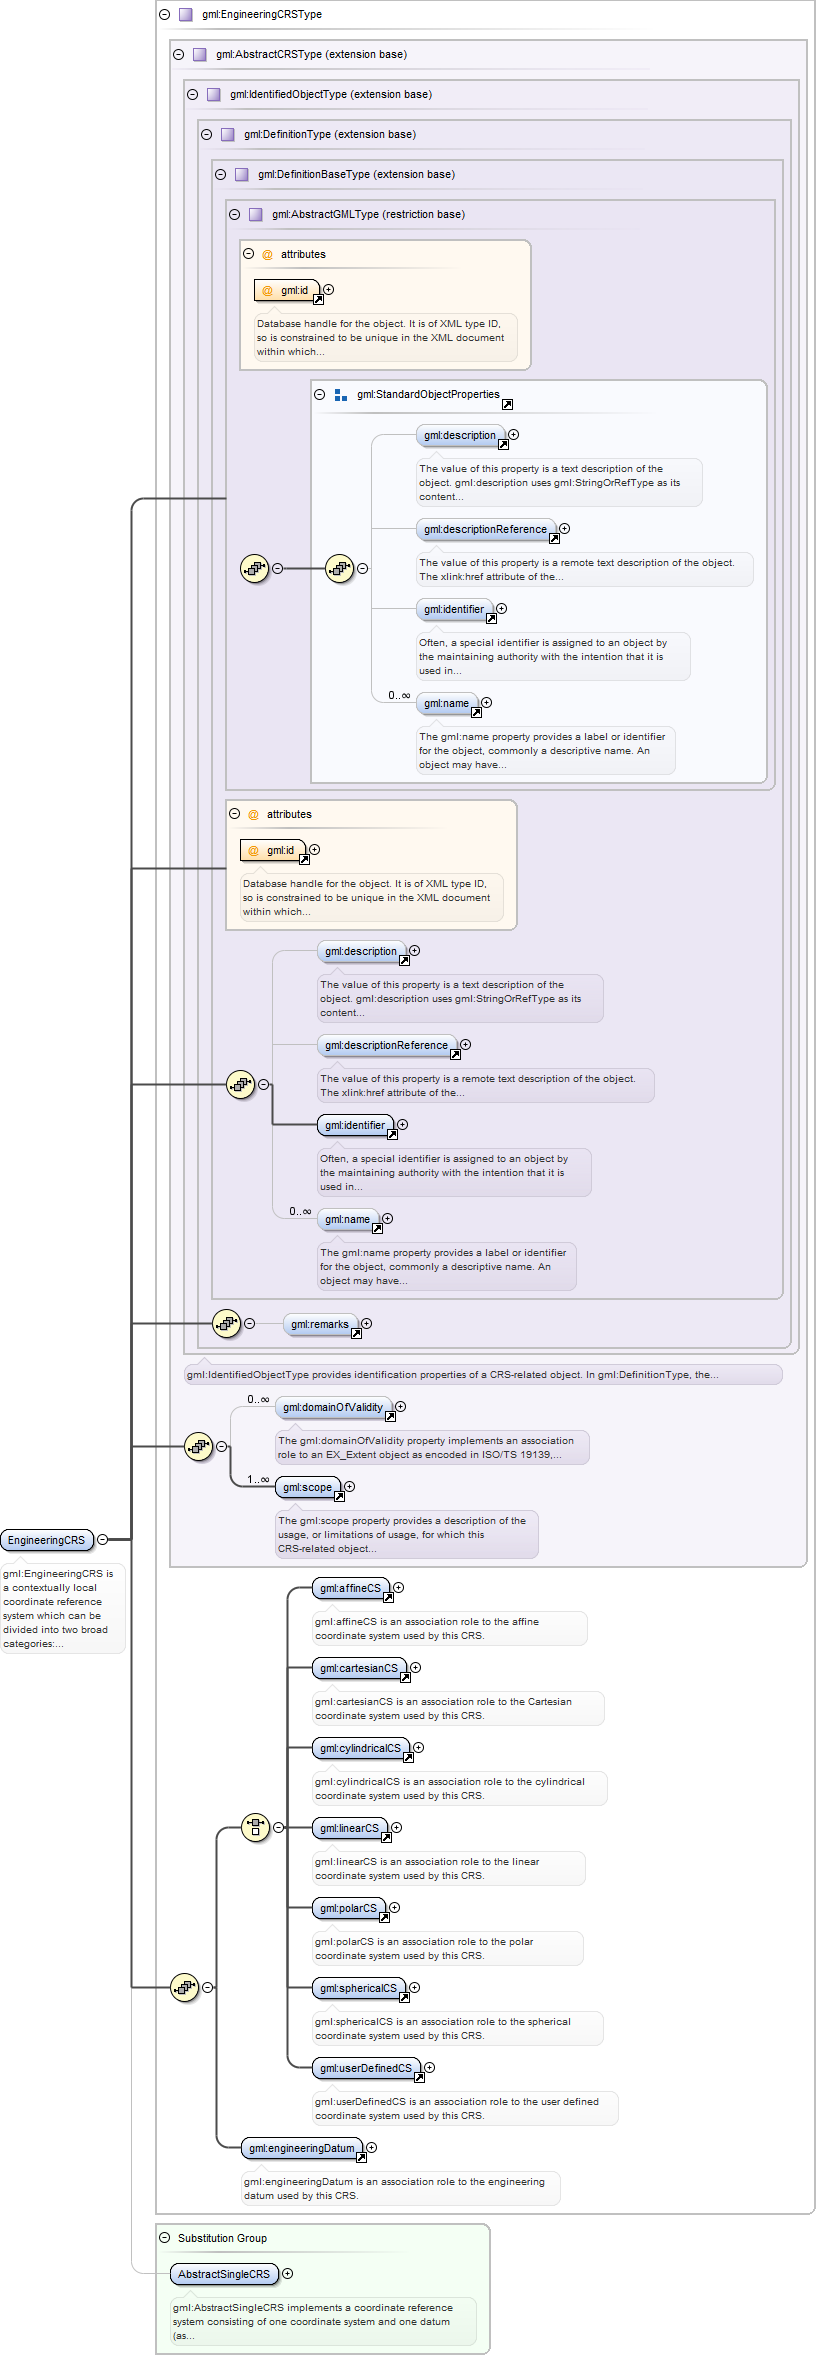 gml:EngineeringCRSType
gml:AbstractCRSType (extension base)
gml:IdentifiedObjectType (extension base)
gml:DefinitionType (extension base)
gml:DefinitionBaseType (extension base)
gml:AbstractGMLType (restriction base)
@ attributes
@ gml:id
Database handle for the object. It is of XML type ID,
so is constrained to be unique in the XML document
within which...
gml:StandardObjectProperties
gml:description
The value of this property is a text description of the
object. gml:description uses gml:StringOrRefType as its
content...
gml:descriptionReference
The value of this property is a remote text description of the object.
The xlink:href attribute of the...
gml:identifier
Often, a special identifier is assigned to an object by
the maintaining authority with the intention that it is
used in...
0..∞
gml:name
The gml:name property provides a label or identifier
for the object, commonly a descriptive name. An
object may have...
@ attributes
@ gml:id
Database handle for the object. It is of XML type ID,
so is constrained to be unique in the XML document
within which...
gml:description
The value of this property is a text description of the
object. gml:description uses gml:StringOrRefType as its
content...
gml:descriptionReference
The value of this property is a remote text description of the object.
The xlink:href attribute of the...
gml:identifier
Often, a special identifier is assigned to an object by
the maintaining authority with the intention that it is
used in...
0..∞
gml:name
The gml:name property provides a label or identifier
for the object, commonly a descriptive name. An
object may have...
gml:remarks
gml:IdentifiedObjectType provides identification properties of a CRS-related object. In gml:DefinitionType, the...
0..∞
gml:domainOfValidity
The gml:domainOfValidity property implements an association
role to an EX_Extent object as encoded in ISO/TS 19139,...
1..∞
gml:scope
The gml:scope property provides a description of the
usage, or limitations of usage, for which this
CRS-related object...
EngineeringCRS
gml:EngineeringCRS is
a contextually local
coordinate reference
system which can be
divided into two broad
categories:...
gml:affineCS
gml:affineCS is an association role to the affine
coordinate system used by this CRS.
gml:cartesianCS
gml:cartesianCS is an association role to the Cartesian
coordinate system used by this CRS.
gml:cylindricalCS
gml:cylindricalCS is an association role to the cylindrical
coordinate system used by this CRS.
gml:linearCS
gml:linearCS is an association role to the linear
coordinate system used by this CRS.
gml:polarCS
gml:polarCS is an association role to the polar
coordinate system used by this CRS.
gml:sphericalCS
gml:sphericalCS is an association role to the spherical
coordinate system used by this CRS.
gml:userDefinedCS
gml:userDefinedCS is an association role to the user defined
coordinate system used by this CRS.
gml:engineeringDatum
gml:engineeringDatum is an association role to the engineering
datum used by this CRS.
Substitution Group
AbstractSingleCRS
gml:AbstractSingleCRS implements a coordinate reference
system consisting of one coordinate system and one datum
(as...